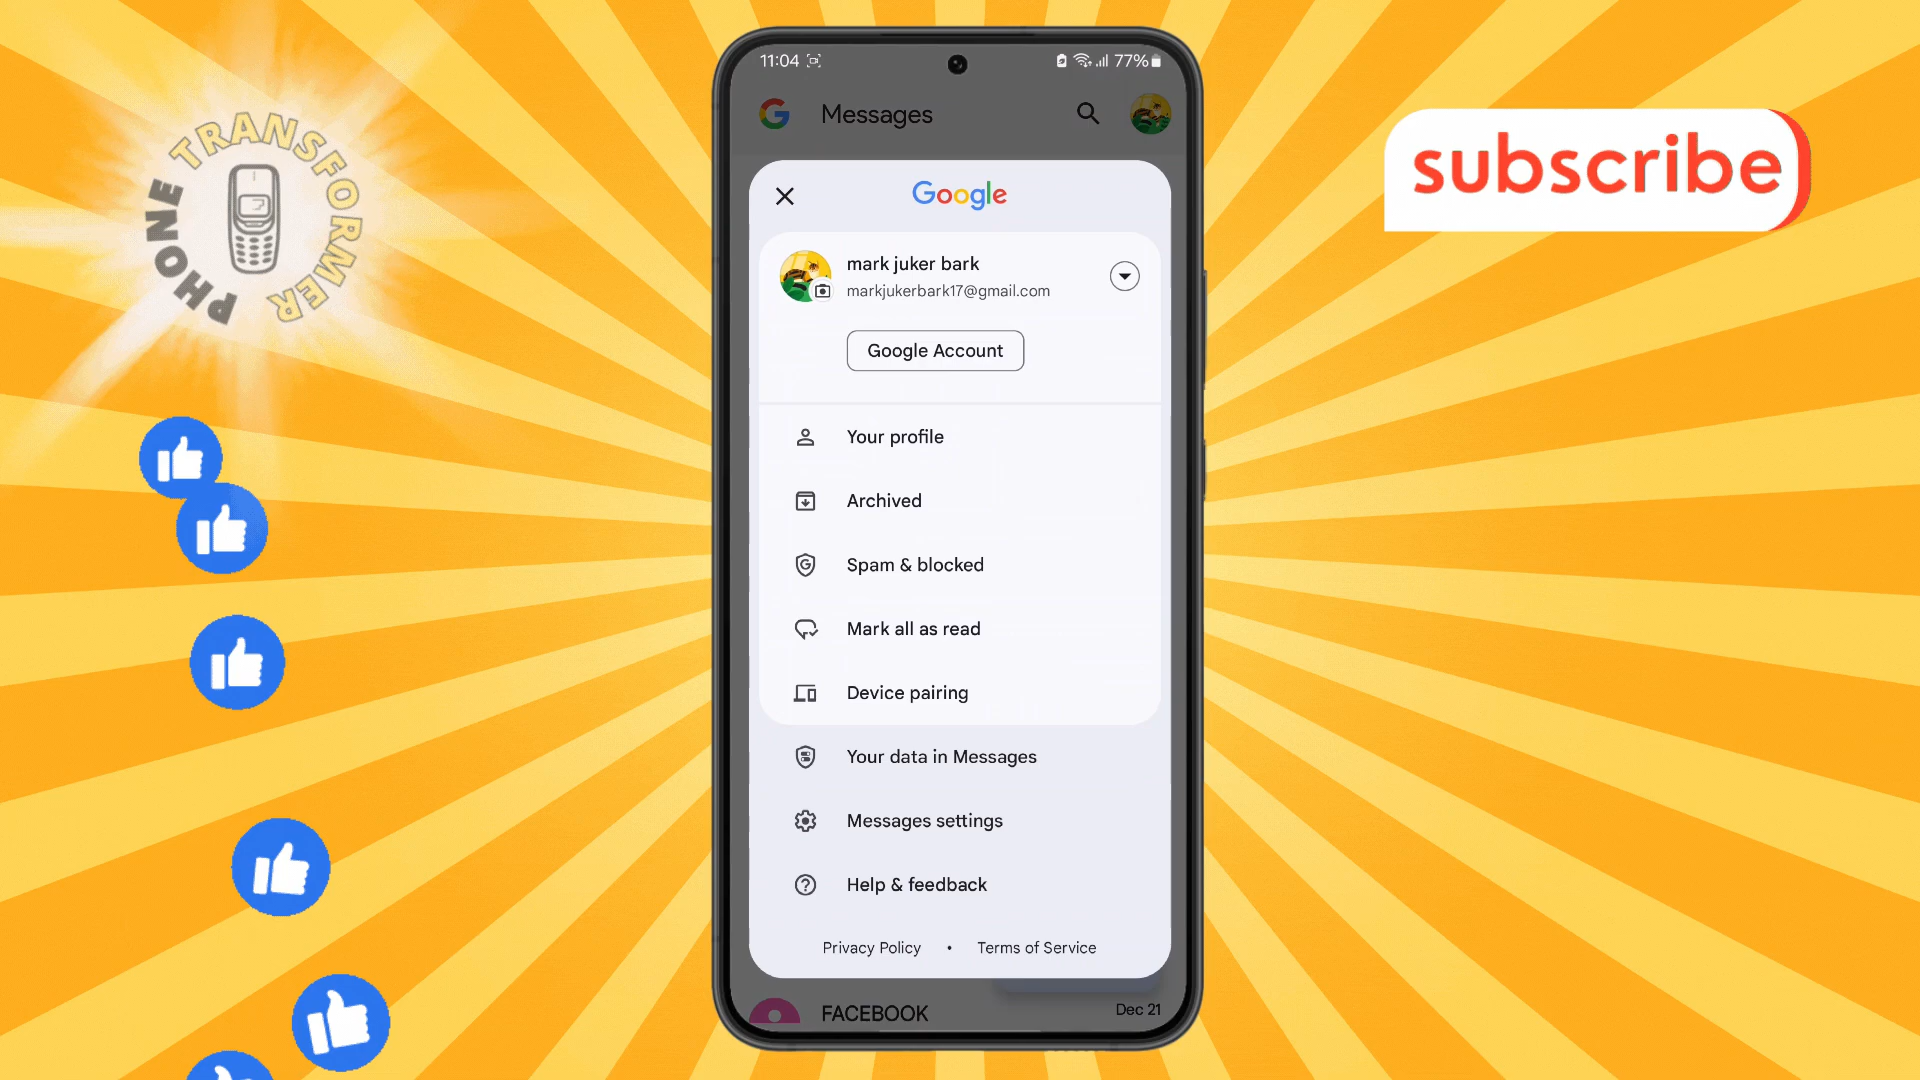 PHONE TRANSFORMER
subscribe
11:04
77%
Messages
Google
mark juker bark
markjukerbark17@gmail.com
Google Account
Your profile
Archived
Spam & blocked
Mark all as read
Device pairing
Your data in Messages
Messages settings
Help & feedback
Privacy Policy • Terms of Service
FACEBOOK
Dec 21